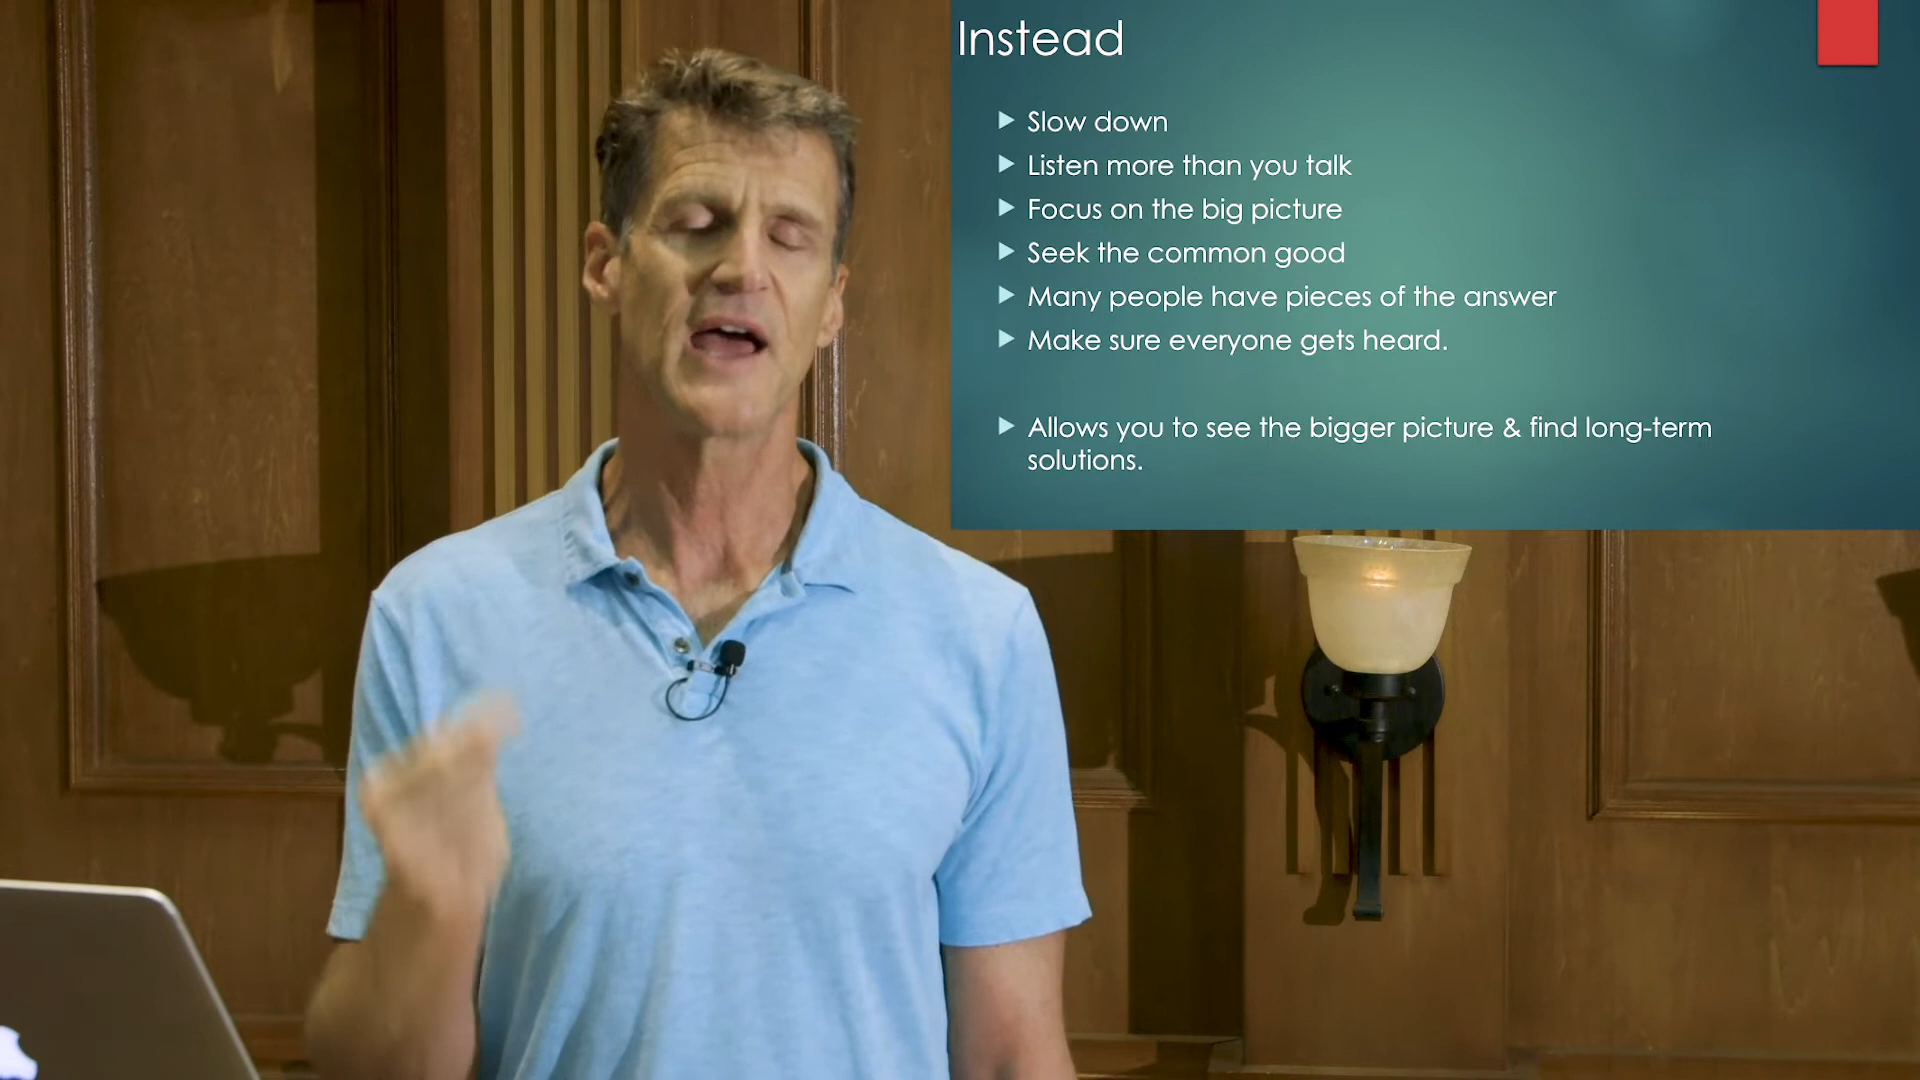 Instead
Slow down
Listen more than you talk
Focus on the big picture
Seek the common good
Many people have pieces of the answer
Make sure everyone gets heard.
Allows you to see the bigger picture & find long-term
solutions.